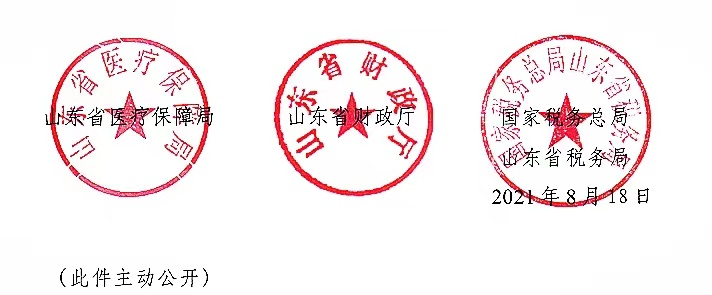 山东省医疗保障局
山东省医疗保障局
山东省财政厅
山东省财政厅
国家税务总局山东省税务局
国家税务总局
山东省税务局
2021年8月18日
(此件主动公开)